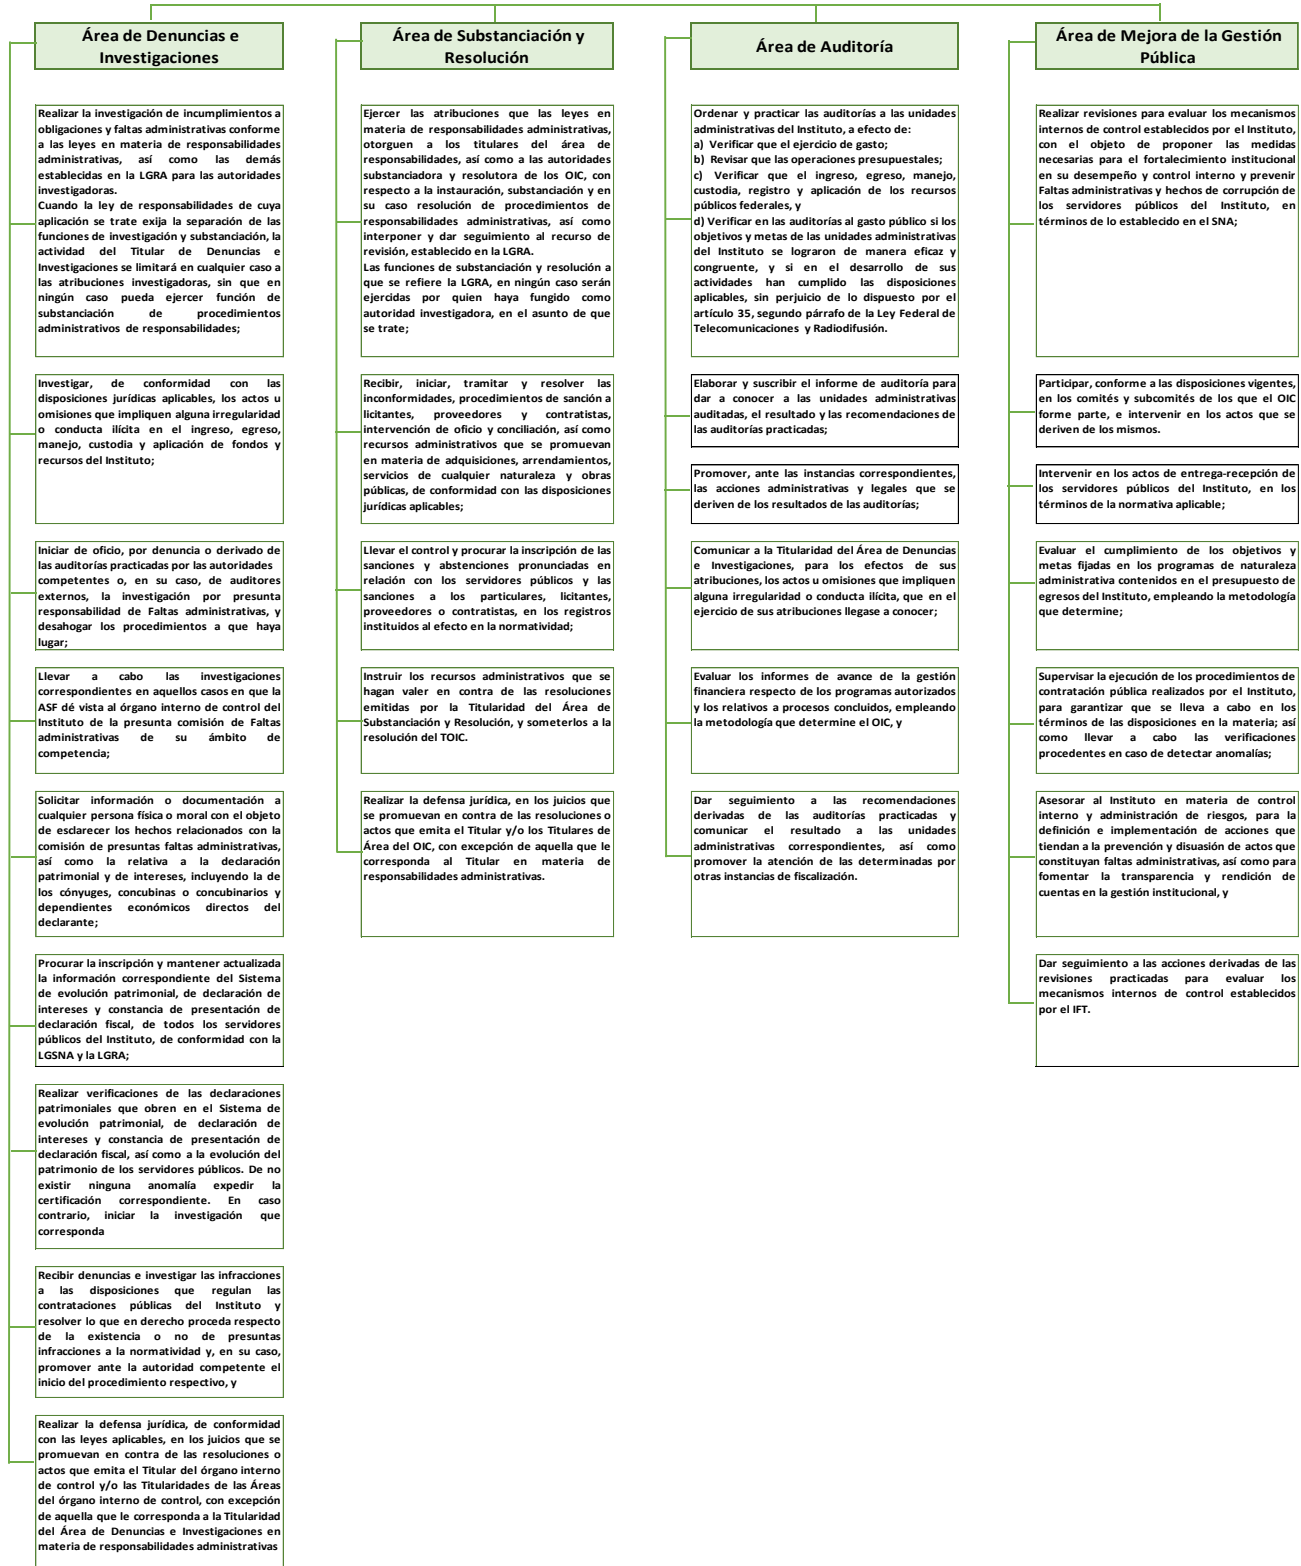 Área de Denuncias e
Investigaciones
Realizar la investigación de incumplimientos a
obligaciones y faltas administrativas conforme
a las leyes en materia de responsabilidades
administrativas, así como las demás
establecidas en la LGRA para las autoridades
investigadoras.
Cuando la ley de responsabilidades de cuya
aplicación se trate exija la separación de las
funciones de investigación y substanciación, la
actividad del Titular de Denuncias e
Investigaciones se limitará en cualquier caso a
las atribuciones investigadoras, sin que en
ningún caso pueda ejercer función de
substanciación de procedimientos
administrativos de responsabilidades;
Investigar, de conformidad con las
disposiciones jurídicas aplicables, los actos u
omisiones que impliquen alguna irregularidad
o conducta ilícita en el ingreso, egreso,
manejo, custodia y aplicación de fondos y
recursos del Instituto;
Iniciar de oficio, por denuncia o derivado de
las auditorías practicadas por las autoridades
competentes o, en su caso, de auditores
externos, la investigación por presunta
responsabilidad de Faltas administrativas, y
desahogar los procedimientos a que haya
lugar;
Llevar a cabo las investigaciones
correspondientes en aquellos casos en que la
ASF dé vista al órgano interno de control del
Instituto de la presunta comisión de Faltas
administrativas de su ámbito de
competencia;
Solicitar información o documentación a
cualquier persona física o moral con el objeto
de esclarecer los hechos relacionados con la
comisión de presuntas faltas administrativas,
así como la relativa a la declaración
patrimonial y de intereses, incluyendo la de
los cónyuges, concubinas o concubinarios y
dependientes económicos directos del
declarante;
Procurar la inscripción y mantener actualizada
la información correspondiente del Sistema
de evolución patrimonial, de declaración de
intereses y constancia de presentación de
declaración fiscal, de todos los servidores
públicos del Instituto, de conformidad con la
LGSNA y la LGRA;
Realizar verificaciones de las declaraciones
patrimoniales que obren en el Sistema de
evolución patrimonial, de declaración de
intereses y constancia de presentación de
declaración fiscal, así como a la evolución del
patrimonio de los servidores públicos. De no
existir ninguna anomalía expedir la
certificación correspondiente. En caso
contrario, iniciar la investigación que
corresponda
Recibir denuncias e investigar las infracciones
a las disposiciones que regulan las
contrataciones públicas del Instituto y
resolver lo que en derecho proceda respecto
de la existencia o no de presuntas
infracciones a la normatividad y, en su caso,
promover ante la autoridad competente el
inicio del procedimiento respectivo, y
Realizar la defensa jurídica, de conformidad
con las leyes aplicables, en los juicios que se
promuevan en contra de las resoluciones o
actos que emita el Titular del órgano interno
de control y/o las Titularidades de las Áreas
del órgano interno de control, con excepción
de aquella que le corresponda a la Titularidad
del Área de Denuncias e Investigaciones en
materia de responsabilidades administrativas
Área de Substanciación y
Resolución
Ejercer las atribuciones que las leyes en
materia de responsabilidades administrativas,
otorguen a los titulares del área de
responsabilidades, así como a las autoridades
substanciadora y resolutora de los OIC, con
respecto a la instauración, substanciación y en
su caso resolución de procedimientos de
responsabilidades administrativas, así como
interponer y dar seguimiento al recurso de
revisión, establecido en la LGRA.
Las funciones de substanciación y resolución a
que se refiere la LGRA, en ningún caso serán
ejercidas por quien haya fungido como
autoridad investigadora, en el asunto de que
se trate;
Recibir, iniciar, tramitar y resolver las
inconformidades, procedimientos de sanción a
licitantes, proveedores y contratistas,
intervención de oficio y conciliación, así como
recursos administrativos que se promuevan
en materia de adquisiciones, arrendamientos,
servicios de cualquier naturaleza y obras
públicas, de conformidad con las disposiciones
jurídicas aplicables;
Llevar el control y procurar la inscripción de las
sanciones y abstenciones pronunciadas en
relación con los servidores públicos y las
sanciones a los particulares, licitantes,
proveedores o contratistas, en los registros
instituidos al efecto en la normatividad;
Instruir los recursos administrativos que se
hagan valer en contra de las resoluciones
emitidas por la Titularidad del Área de
Substanciación y Resolución, y someterlos a la
resolución del TOIC.
Realizar la defensa jurídica, en los juicios que
se promuevan en contra de las resoluciones o
actos que emita el Titular y/o los Titulares de
Área del OIC, con excepción de aquella que le
corresponda al Titular en materia de
responsabilidades administrativas.
Área de Auditoría
Ordenar y practicar las auditorías a las unidades
administrativas del Instituto, a efecto de:
a) Verificar que el ejercicio de gasto;
b) Revisar que las operaciones presupuestales;
c) Verificar que el ingreso, egreso, manejo,
custodia, registro y aplicación de los recursos
públicos federales, y
d) Verificar en las auditorías al gasto público si los
objetivos y metas de las unidades administrativas
del Instituto se lograron de manera eficaz y
congruente, y si en el desarrollo de sus
actividades han cumplido las disposiciones
aplicables, sin perjuicio de lo dispuesto por el
artículo 35, segundo párrafo de la Ley Federal de
Telecomunicaciones y Radiodifusión.
Elaborar y suscribir el informe de auditoría para
dar a conocer a las unidades administrativas
auditadas, el resultado y las recomendaciones de
las auditorías practicadas;
Promover, ante las instancias correspondientes,
las acciones administrativas y legales que se
deriven de los resultados de las auditorías;
Comunicar a la Titularidad del Área de Denuncias
e Investigaciones, para los efectos de sus
atribuciones, los actos u omisiones que impliquen
alguna irregularidad o conducta ilícita, que en el
ejercicio de sus atribuciones llegase a conocer;
Evaluar los informes de avance de la gestión
financiera respecto de los programas autorizados
y los relativos a procesos concluidos, empleando
la metodología que determine el OIC, y
Dar seguimiento a las recomendaciones
derivadas de las auditorías practicadas y
comunicar el resultado a las unidades
administrativas correspondientes, así como
promover la atención de las determinadas por
otras instancias de fiscalización.
Área de Mejora de la Gestión
Pública
Realizar revisiones para evaluar los mecanismos
internos de control establecidos por el Instituto,
con el objeto de proponer las medidas
necesarias para el fortalecimiento institucional
en su desempeño y control interno y prevenir
Faltas administrativas y hechos de corrupción de
los servidores públicos del Instituto, en
términos de lo establecido en el SNA;
Participar, conforme a las disposiciones vigentes,
en los comités y subcomités de los que el OIC
forme parte, e intervenir en los actos que se
deriven de los mismos.
Intervenir en los actos de entrega-recepción de
los servidores públicos del Instituto, en los
términos de la normativa aplicable;
Evaluar el cumplimiento de los objetivos y
metas fijadas en los programas de naturaleza
administrativa contenidos en el presupuesto de
egresos del Instituto, empleando la metodología
que determine;
Supervisar la ejecución de los procedimientos de
contratación pública realizados por el Instituto,
para garantizar que se lleva a cabo en los
términos de las disposiciones en la materia; así
como llevar a cabo las verificaciones
procedentes en caso de detectar anomalías;
Asesorar al Instituto en materia de control
interno y administración de riesgos, para la
definición e implementación de acciones que
tiendan a la prevención y disuasión de actos que
constituyan faltas administrativas, así como para
fomentar la transparencia y rendición de
cuentas en la gestión institucional, y
Dar seguimiento a las acciones derivadas de las
revisiones practicadas para evaluar los
mecanismos internos de control establecidos
por el IFT.